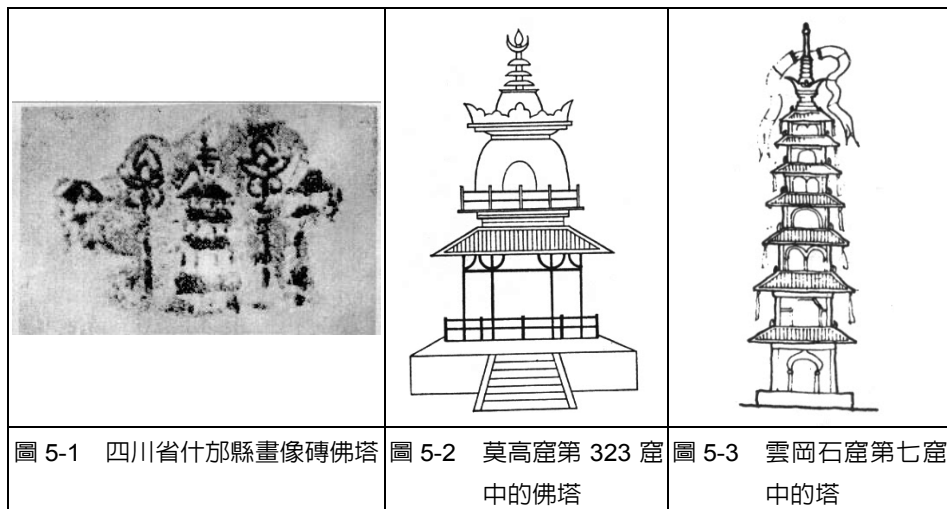 圖 5-1 四川省什邡縣畫像磚佛塔
圖 5-2 莫高窟第 323 窟
中的佛塔
圖 5-3 雲岡石窟第七窟
中的塔